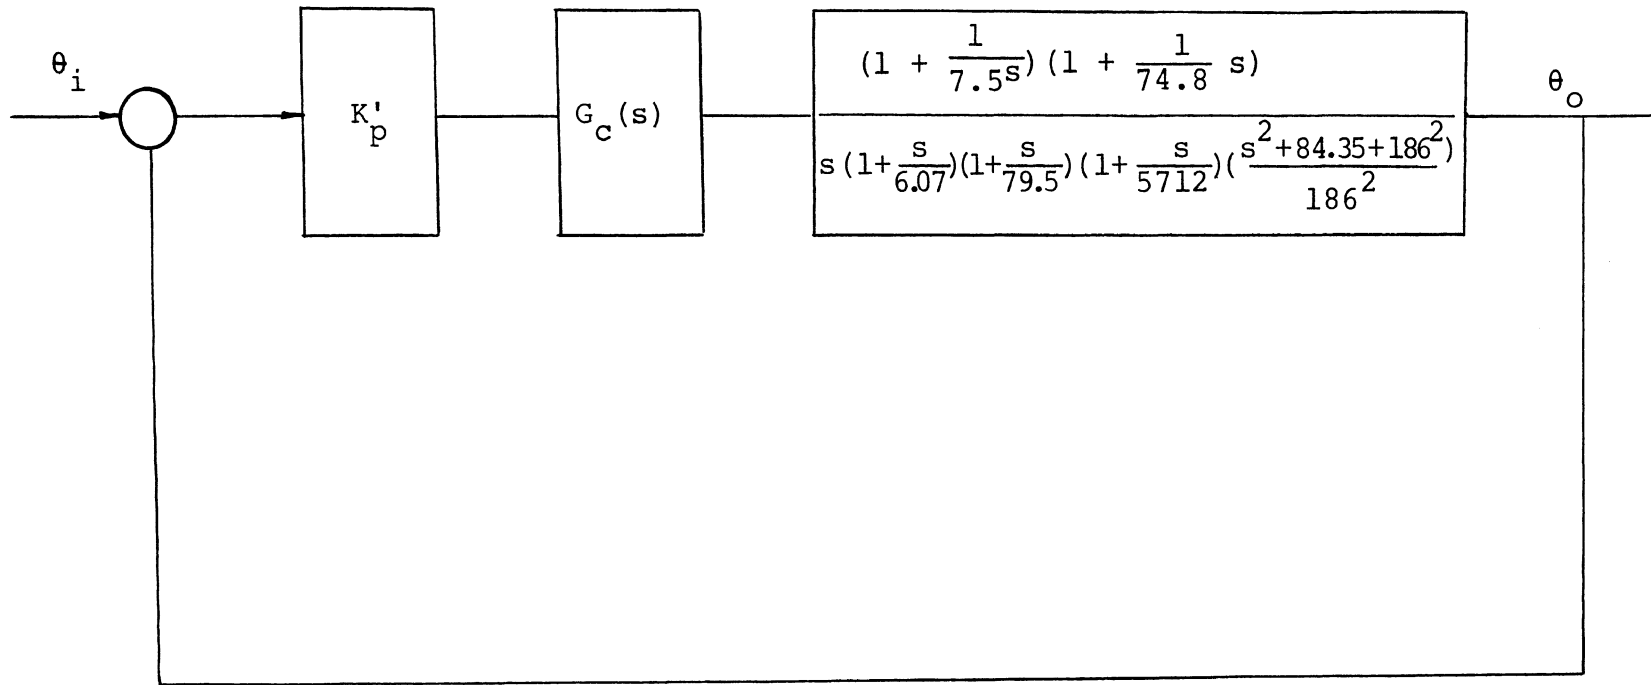 θi
K'p
Gc(s)
(1 + 1/7.5 s) (1 + 1/74.8 s)
s(1+s/6.07)(1+s/79.5)(1+s/5712)(s²+84.35+186²/186²)
θo